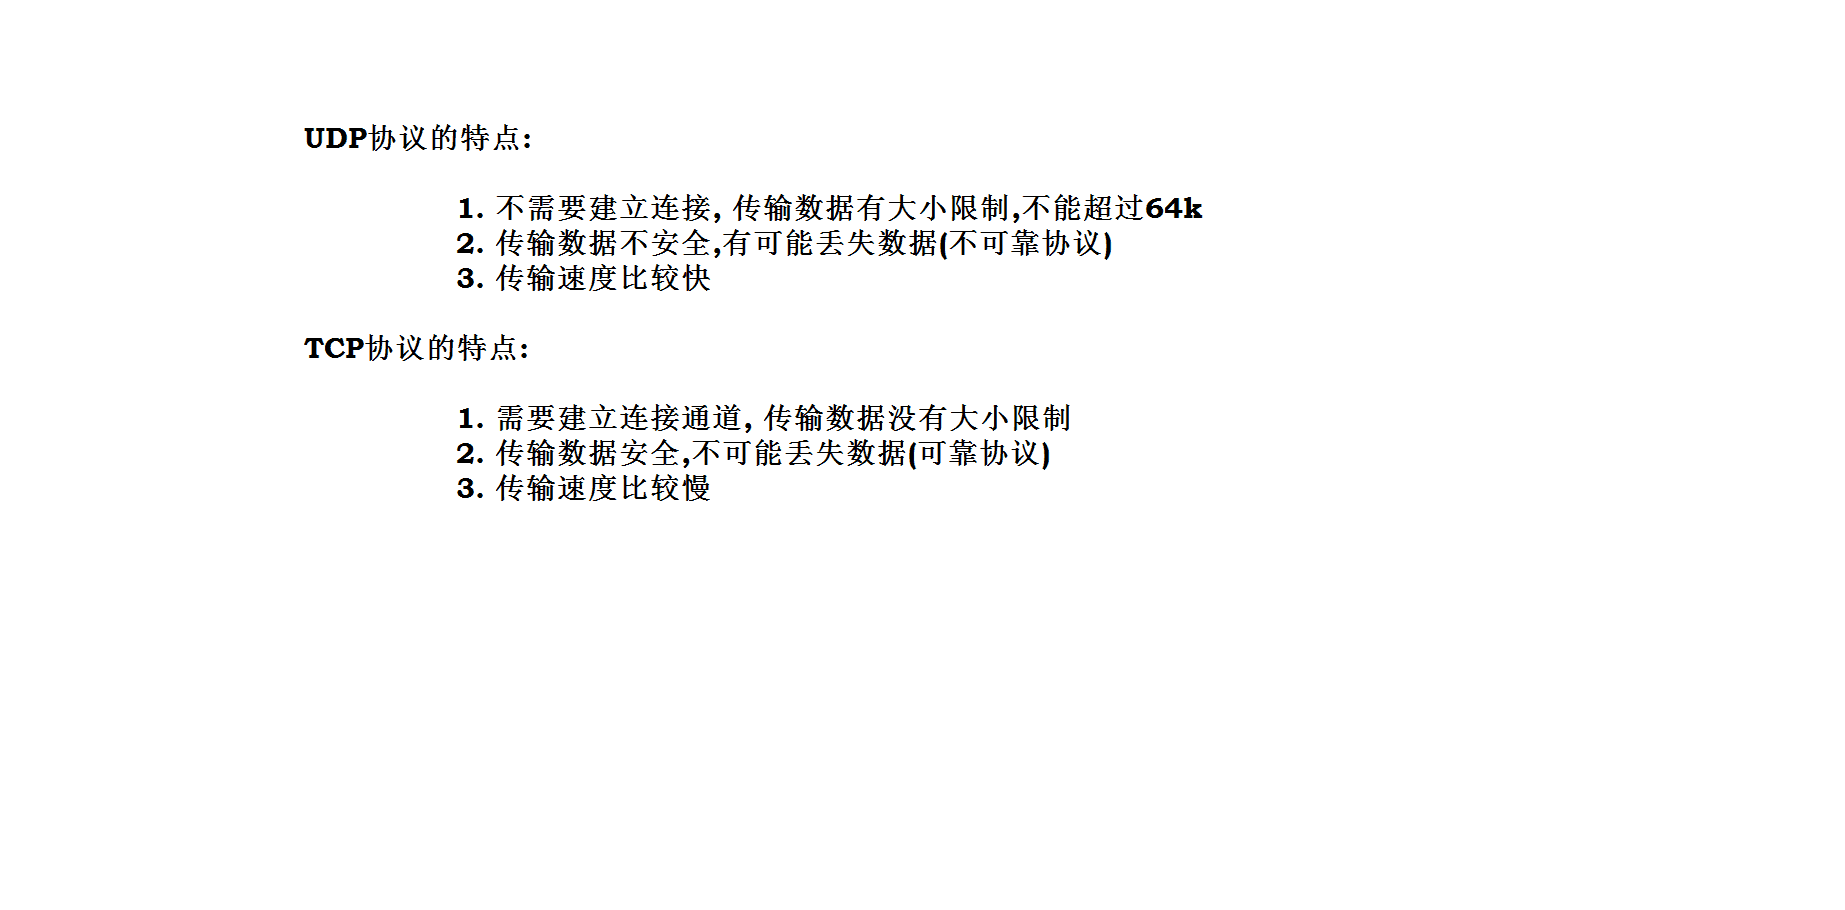 UDP协议的特点:
1. 不需要建立连接, 传输数据有大小限制,不能超过64k
2. 传输数据不安全,有可能丢失数据(不可靠协议)
3. 传输速度比较快
TCP协议的特点:
1. 需要建立连接通道, 传输数据没有大小限制
2. 传输数据安全,不可能丢失数据(可靠协议)
3. 传输速度比较慢